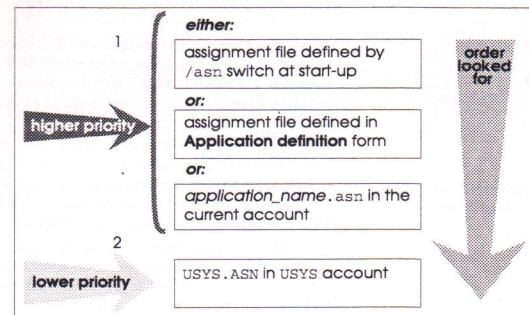 either:
1
assignment file defined by
/asn switch at start-up
order
looked
for
or:
higher priority
assignment file defined in
Application definition form
or:
application_name.asn in the
current account
2
lower priority
USYS.ASN in USYS account